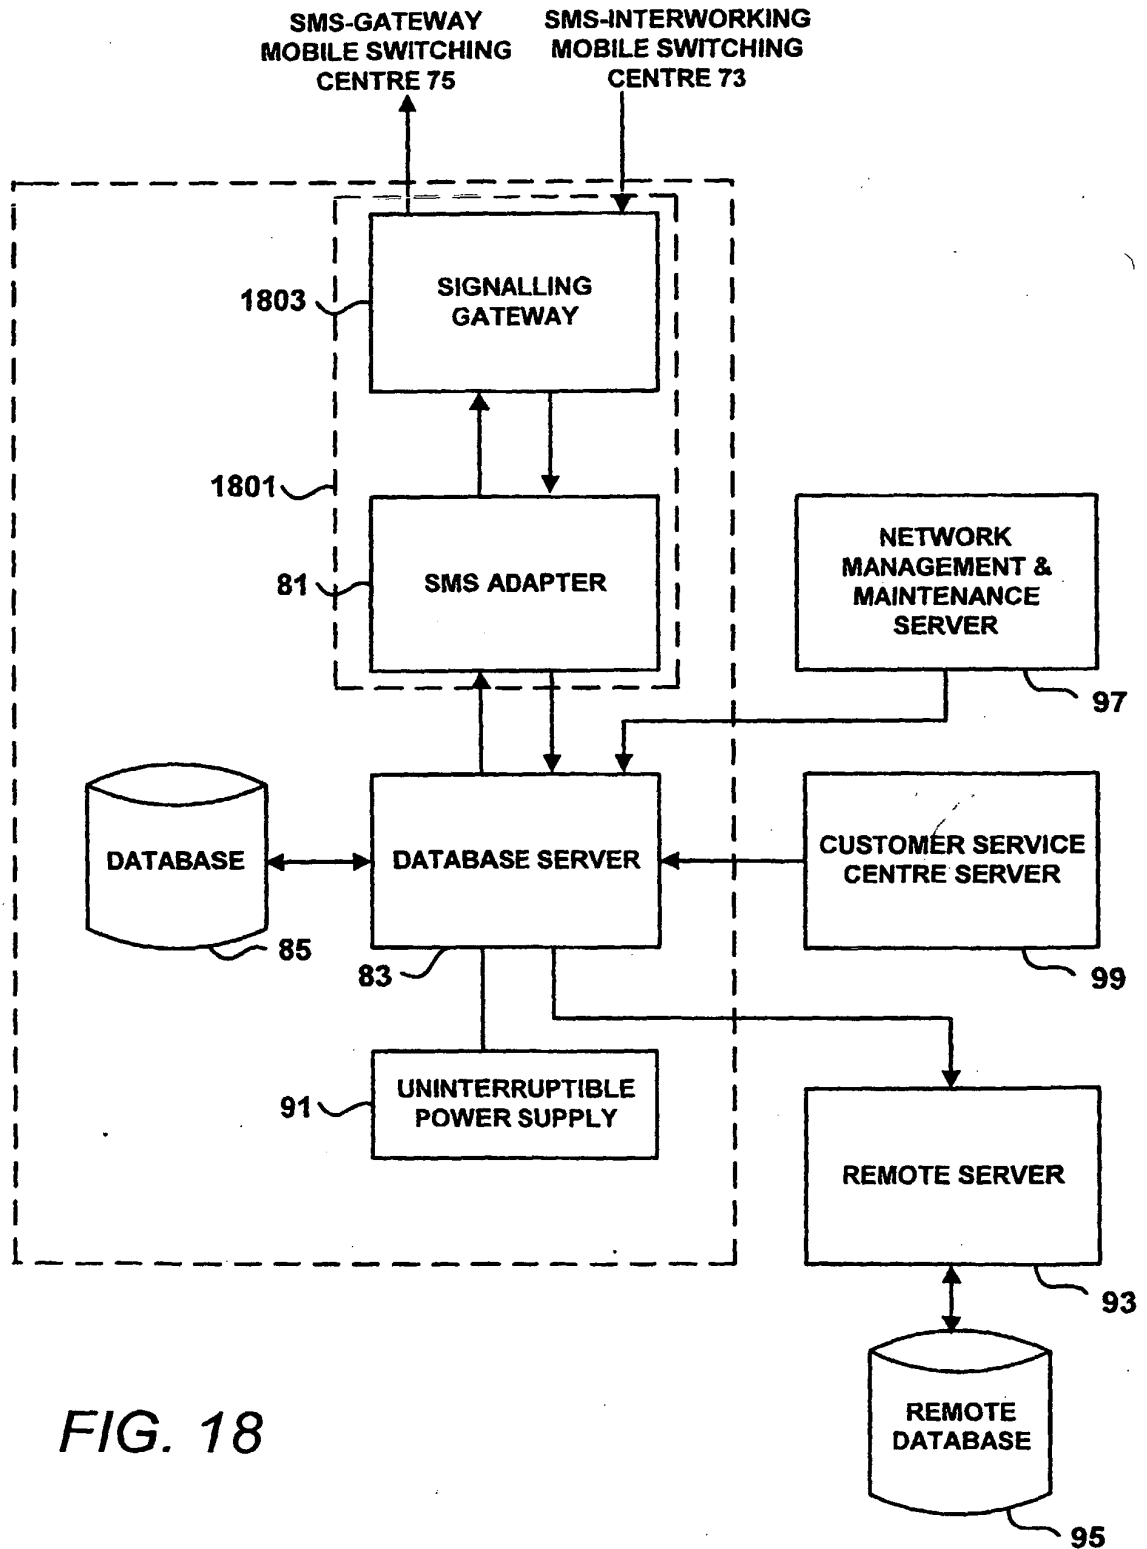 SMS-GATEWAY
MOBILE SWITCHING
CENTRE 75
SMS-INTERWORKING
MOBILE SWITCHING
CENTRE 73
1803
SIGNALLING
GATEWAY
1801
81
SMS ADAPTER
NETWORK
MANAGEMENT &
MAINTENANCE
SERVER
97
DATABASE
85
DATABASE SERVER
83
CUSTOMER SERVICE
CENTRE SERVER
99
91
UNINTERRUPTIBLE
POWER SUPPLY
REMOTE SERVER
93
REMOTE
DATABASE
95
FIG. 18